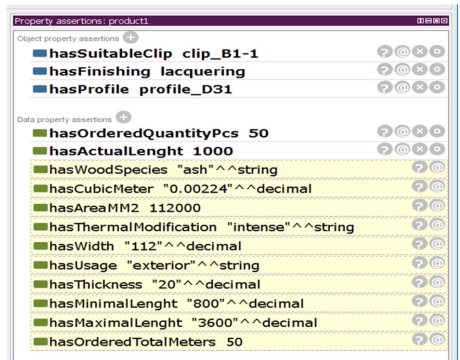 Property assertions: product1
Object property assertions
hasSuitableClip clip_B1-1
hasFinishing lacquering
hasProfile profile_D31
Data property assertions
hasOrderedQuantityPcs 50
hasActualLenght 1000
hasWoodSpecies "ash"^^string
hasCubicMeter "0.00224"^^decimal
hasAreaMM2 112000
hasThermalModification "intense"^^string
hasWidth "112"^^decimal
hasUsage "exterior"^^string
hasThickness "20"^^decimal
hasMinimalLenght "800"^^decimal
hasMaximalLenght "3600"^^decimal
hasOrderedTotalMeters 50